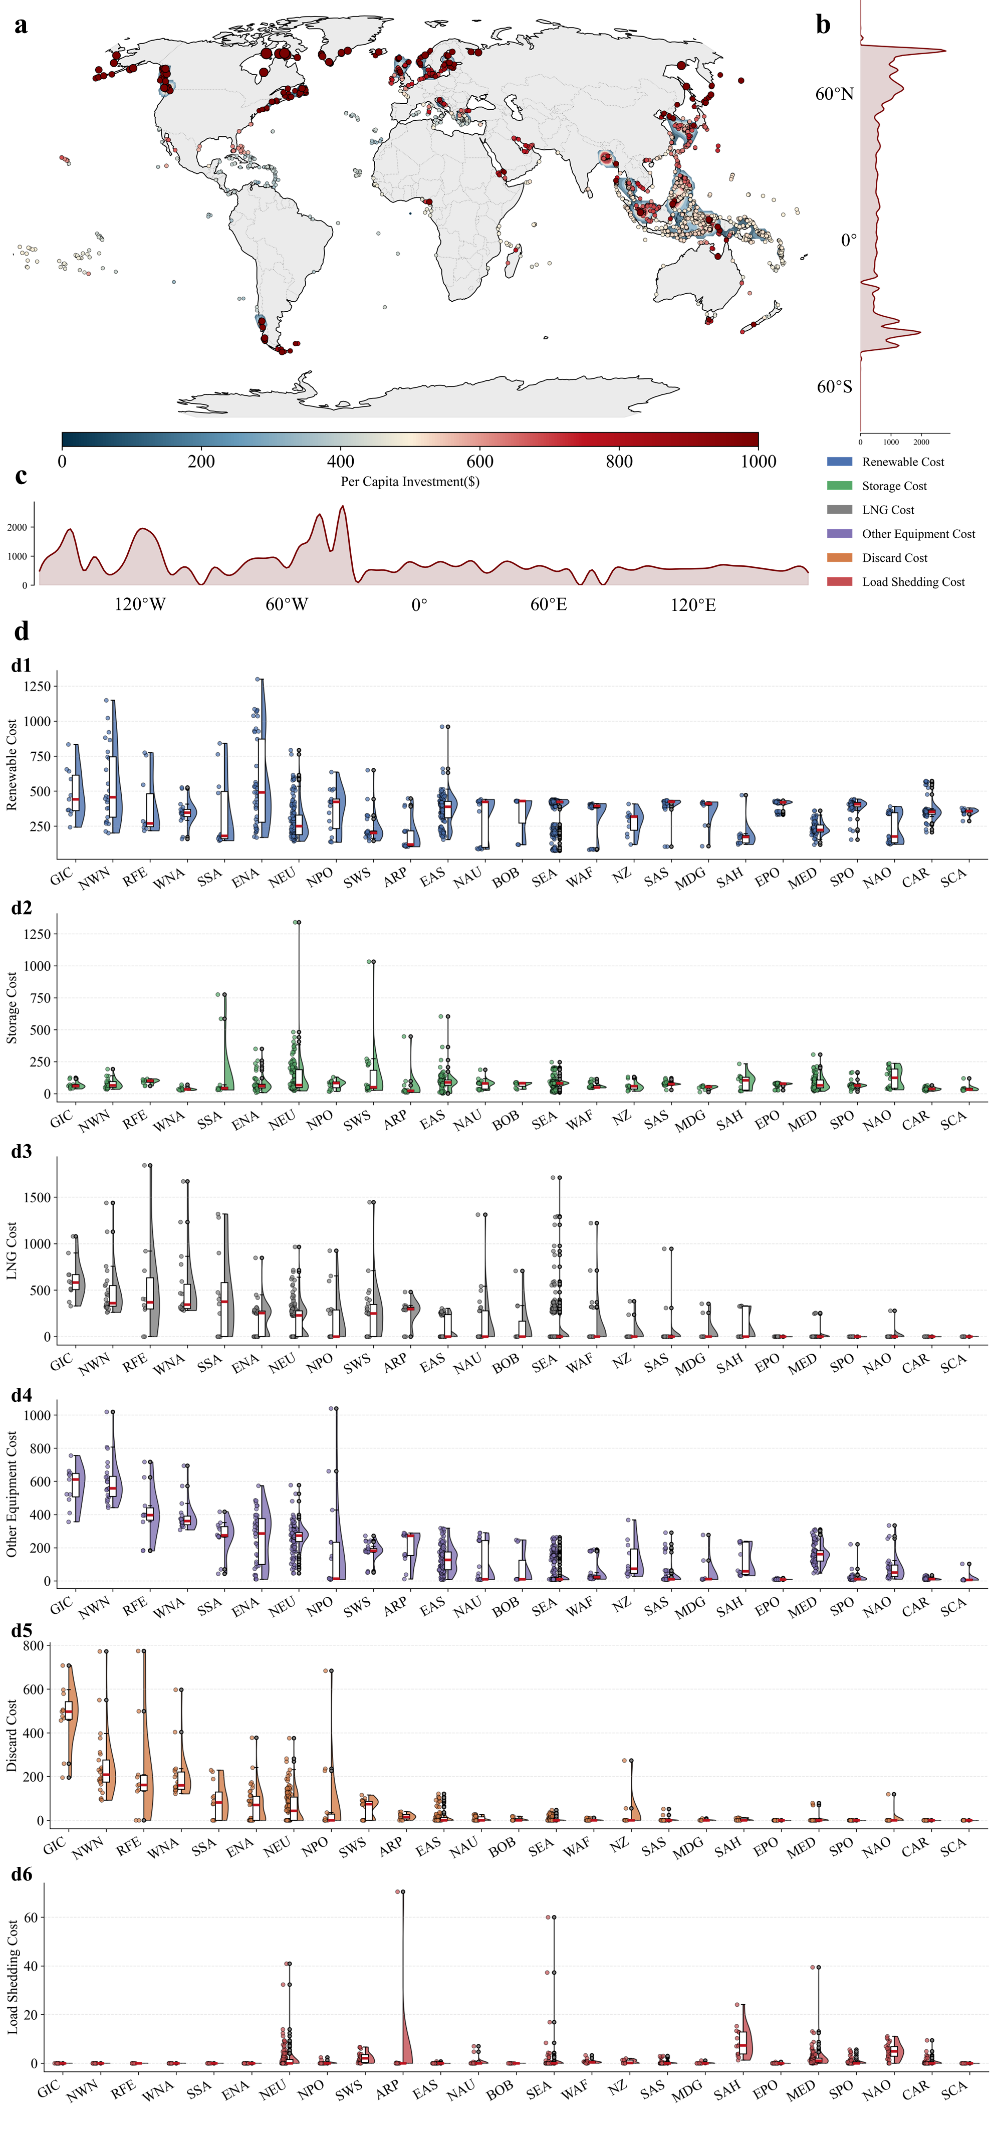 a
b
60°N
0°
60°S
0 1000 2000
0 200 400 600 800 1000
Per Capita Investment($)
Renewable Cost
Storage Cost
LNG Cost
Other Equipment Cost
Discard Cost
Load Shedding Cost
c
2000
1000
0
120°W 60°W 0° 60°E 120°E
d
d1
Renewable Cost
1250
1000
750
500
250
GIC NWN RFE WNA SSA ENA NEU NPO SWS ARP EAS NAU BOB SEA WAF NZ SAS MDG SAH EPO MED SPO NAO CAR SCA
d2
Storage Cost
1250
1000
750
500
250
0
GIC NWN RFE WNA SSA ENA NEU NPO SWS ARP EAS NAU BOB SEA WAF NZ SAS MDG SAH EPO MED SPO NAO CAR SCA
d3
LNG Cost
1500
1000
500
0
GIC NWN RFE WNA SSA ENA NEU NPO SWS ARP EAS NAU BOB SEA WAF NZ SAS MDG SAH EPO MED SPO NAO CAR SCA
d4
Other Equipment Cost
1000
800
600
400
200
0
GIC NWN RFE WNA SSA ENA NEU NPO SWS ARP EAS NAU BOB SEA WAF NZ SAS MDG SAH EPO MED SPO NAO CAR SCA
d5
Discard Cost
800
600
400
200
0
GIC NWN RFE WNA SSA ENA NEU NPO SWS ARP EAS NAU BOB SEA WAF NZ SAS MDG SAH EPO MED SPO NAO CAR SCA
d6
Load Shedding Cost
60
40
20
0
GIC NWN RFE WNA SSA ENA NEU NPO SWS ARP EAS NAU BOB SEA WAF NZ SAS MDG SAH EPO MED SPO NAO CAR SCA